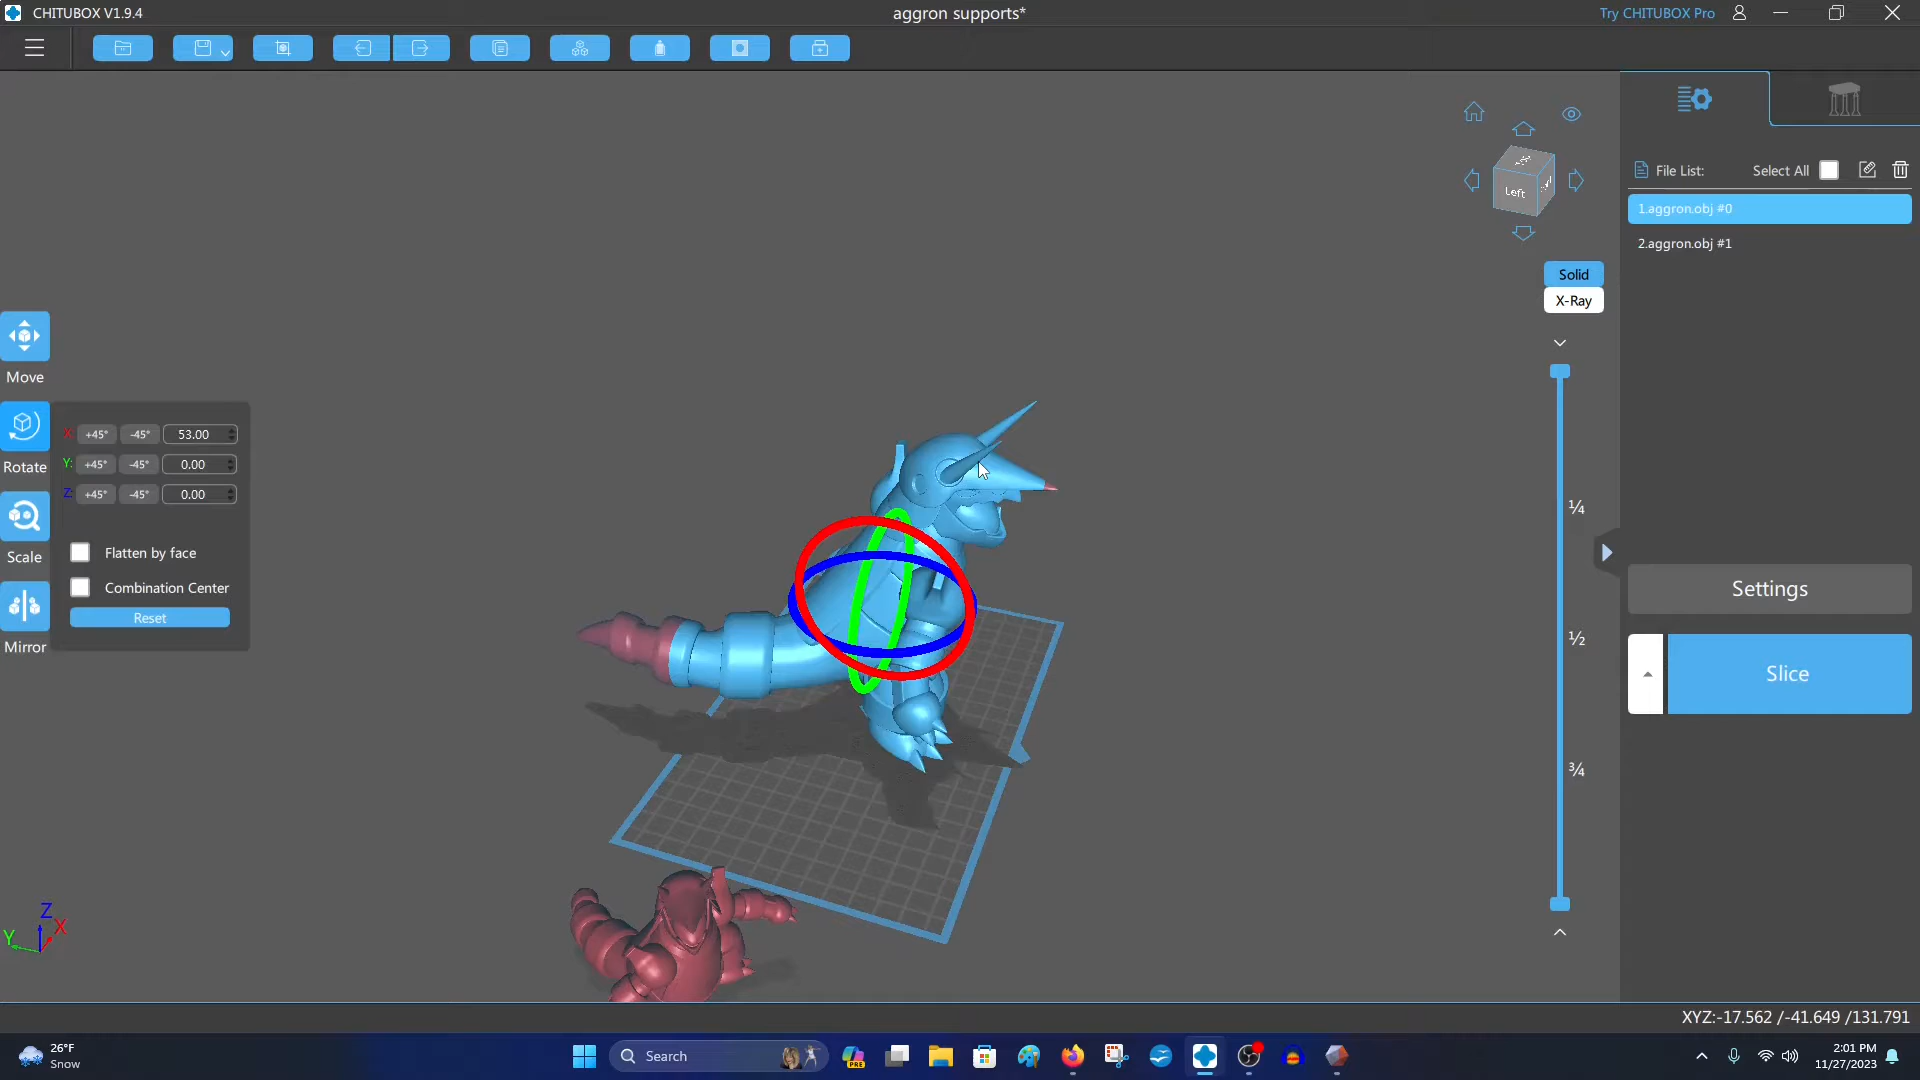 CHITUBOX V1.9.4
aggron supports*
Try CHITUBOX Pro
File List:
Select All
1.aggron.obj #0
2.aggron.obj #1
Left
Solid
X-Ray
Move
Rotate
Scale
Mirror
X: +45° -45° 53.00
Y: +45° -45° 0.00
Z: +45° -45° 0.00
Flatten by face
Combination Center
Reset
¼
½
¾
Settings
Slice
Z
X
Y
XYZ:-17.562 /-41.649 /131.791
26°F
Snow
Search
PRE
2:01 PM
11/27/2023